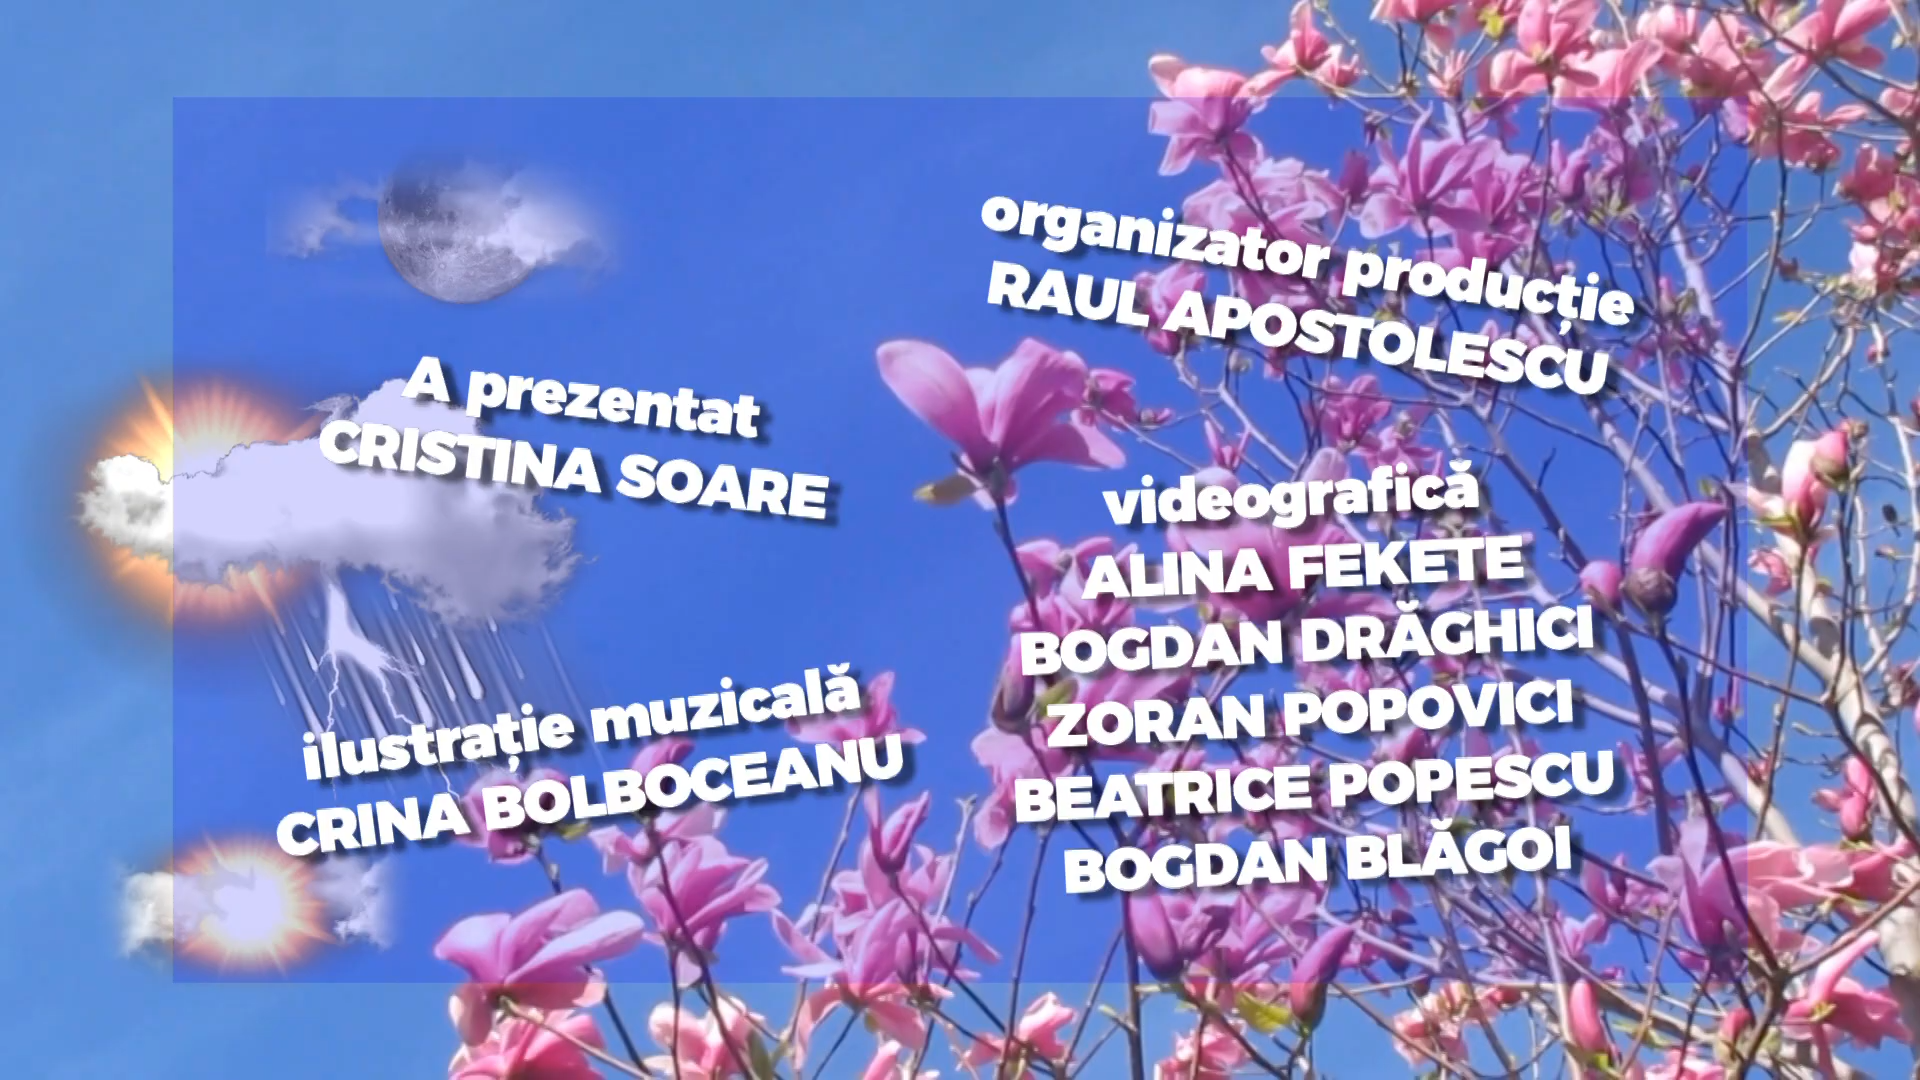 A prezentat
CRISTINA SOARE
ilustrație muzicală
CRINA BOLBOCEANU
organizator producție
RAUL APOSTOLESCU
videografică
ALINA FEKETE
BOGDAN DRĂGHICI
ZORAN POPOVICI
BEATRICE POPESCU
BOGDAN BLĂGOI